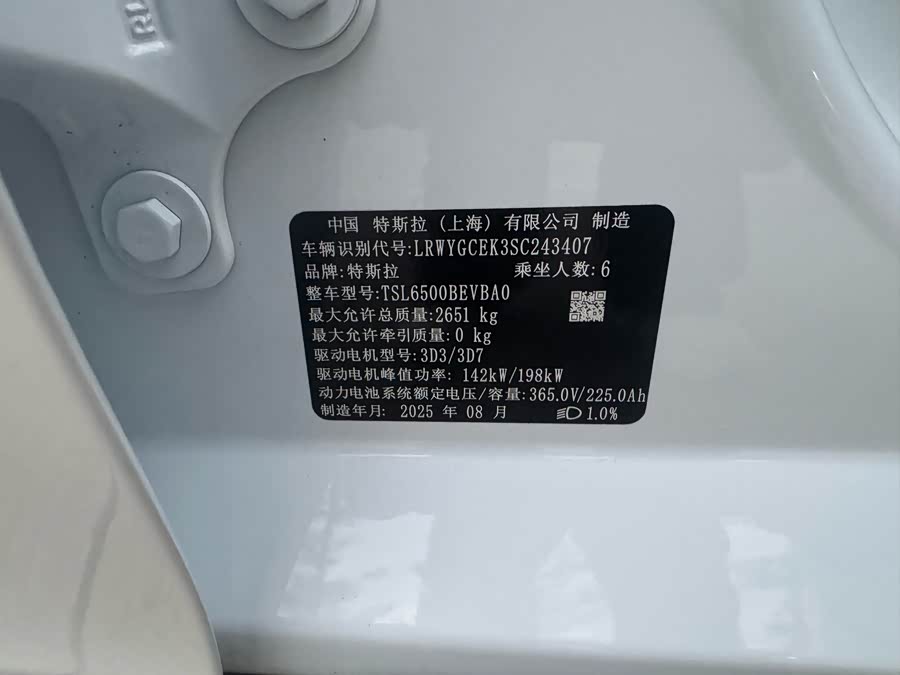 中国 特斯拉 (上海) 有限公司 制造
车辆识别代号:LRWYGCEK3SC243407
品牌:特斯拉 乘坐人数:6
整车型号:TSL6500BEVBA0
最大允许总质量:2651 kg
最大允许牵引质量:0 kg
驱动电机型号:3D3/3D7
驱动电机峰值功率: 142kW/198kW
动力电池系统额定电压/容量:365.0V/225.0Ah
制造年月: 2025 年 08 月 1.0%